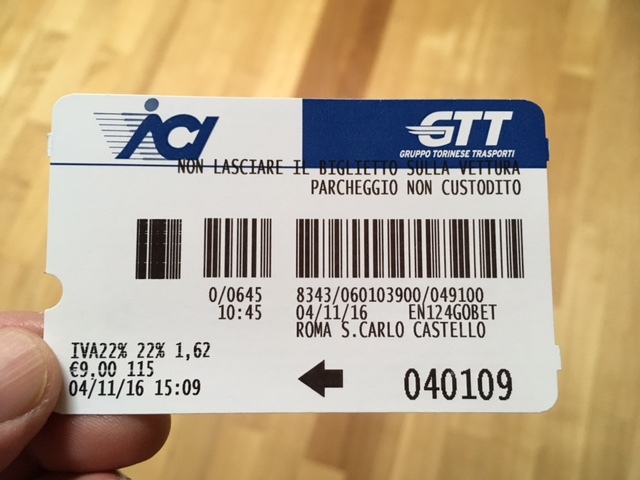 ACI
GTT
GRUPPO TORINESE TRASPORTI
NON LASCIARE IL BIGLIETTO SULLA VETTURA
PARCHEGGIO NON CUSTODITO
0/0645 8343/060103900/049100
10:45 04/11/16 EN124GOBET
ROMA S.CARLO CASTELLO
IVA22% 22% 1,62
€9,00 115
04/11/16 15:09
040109